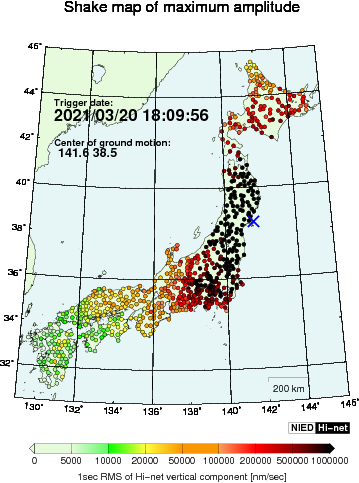 Shake map of maximum amplitude
45°
44°
42°
40°
38°
36°
34°
32°
Trigger date:
2021/03/20 18:09:56
Center of ground motion:
141.6 38.5
200 km
130° 132° 134° 136° 138° 140° 142° 144° 145°
NIED Hi-net
0 5000 10000 20000 50000 100000 200000 500000 1000000
1sec RMS of Hi-net vertical component [nm/sec]